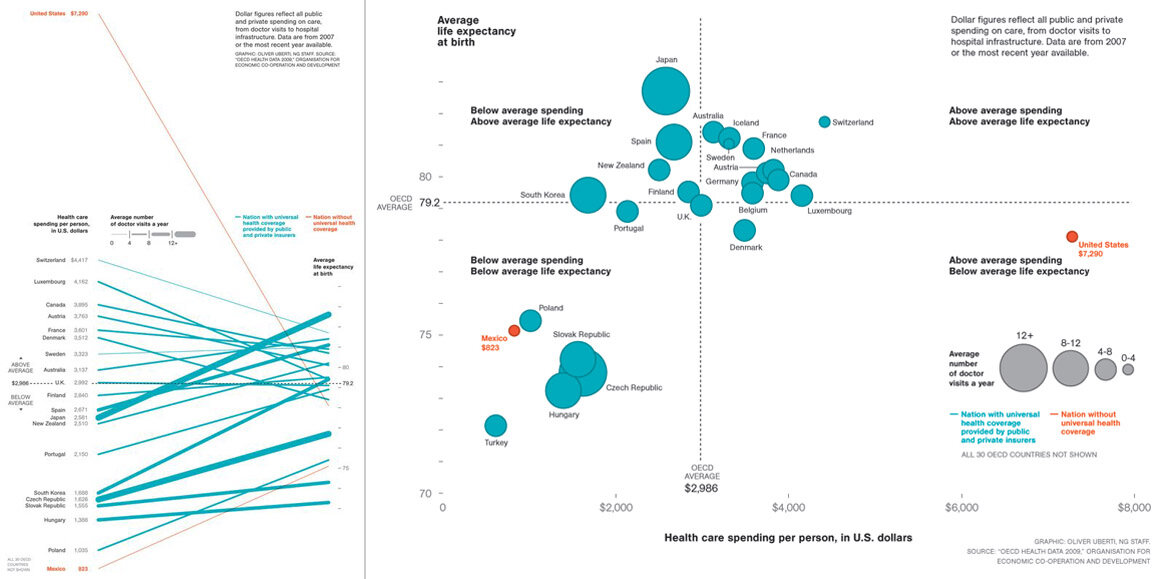 United States $7,290
Dollar figures reflect all public
and private spending on care,
from doctor visits to hospital
infrastructure. Data are from 2007
or the most recent year available.
GRAPHIC: OLIVER UBERTI, NG STAFF. SOURCE:
"OECD HEALTH DATA 2009," ORGANISATION FOR
ECONOMIC CO-OPERATION AND DEVELOPMENT
Health care
spending per person,
in U.S. dollars
Average number
of doctor visits a year
0 4 8 12+
Nation with universal
health coverage
provided by public
and private insurers
Nation without
universal health
coverage
Average
life expectancy
at birth
Switzerland $4,417
Luxembourg 4,162
Canada 3,895
Austria 3,763
France 3,601
Denmark 3,512
Sweden 3,323
Australia 3,137
ABOVE
AVERAGE
80
$2,986
U.K. 2,992
79.2
BELOW
AVERAGE
Finland 2,840
Spain 2,671
Japan 2,581
New Zealand 2,510
Portugal 2,150
75
South Korea 1,688
Czech Republic 1,626
Slovak Republic 1,555
Hungary 1,388
Poland 1,035
ALL 30 OECD
COUNTRIES
NOT SHOWN
Mexico 823
Average
life expectancy
at birth
Dollar figures reflect all public and private
spending on care, from doctor visits to
hospital infrastructure. Data are from 2007
or the most recent year available.
Below average spending
Above average life expectancy
Above average spending
Above average life expectancy
Japan
Australia
Iceland
Switzerland
Spain
France
Sweden
Netherlands
New Zealand
Austria
Canada
80
Germany
South Korea
Finland
OECD
AVERAGE
79.2
Portugal
U.K.
Belgium
Luxembourg
Denmark
United States
$7,290
Below average spending
Below average life expectancy
Above average spending
Below average life expectancy
Poland
Mexico
$823
75
Slovak Republic
Czech Republic
Hungary
Turkey
12+
8-12
4-8
0-4
Average
number
of doctor
visits a year
Nation with universal
health coverage
provided by public
and private insurers
Nation without
universal health
coverage
ALL 30 OECD COUNTRIES NOT SHOWN
OECD
AVERAGE
$2,986
70
0 $2,000 $4,000 $6,000 $8,000
Health care spending per person, in U.S. dollars
GRAPHIC: OLIVER UBERTI, NG STAFF.
SOURCE: "OECD HEALTH DATA 2009," ORGANISATION FOR
ECONOMIC CO-OPERATION AND DEVELOPMENT